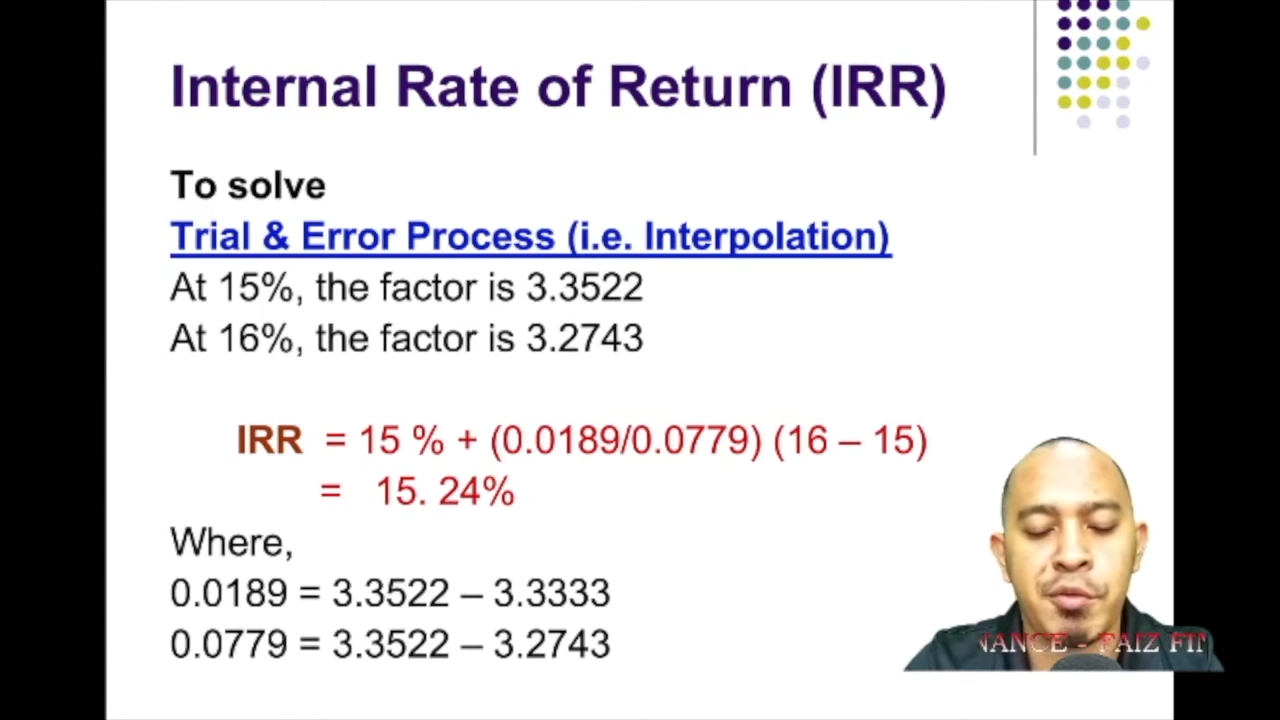 Internal Rate of Return (IRR)
To solve
Trial & Error Process (i.e. Interpolation)
At 15%, the factor is 3.3522
At 16%, the factor is 3.2743
IRR = 15 % + (0.0189/0.0779) (16 – 15)
= 15. 24%
Where,
0.0189 = 3.3522 – 3.3333
0.0779 = 3.3522 – 3.2743
- FAIZ